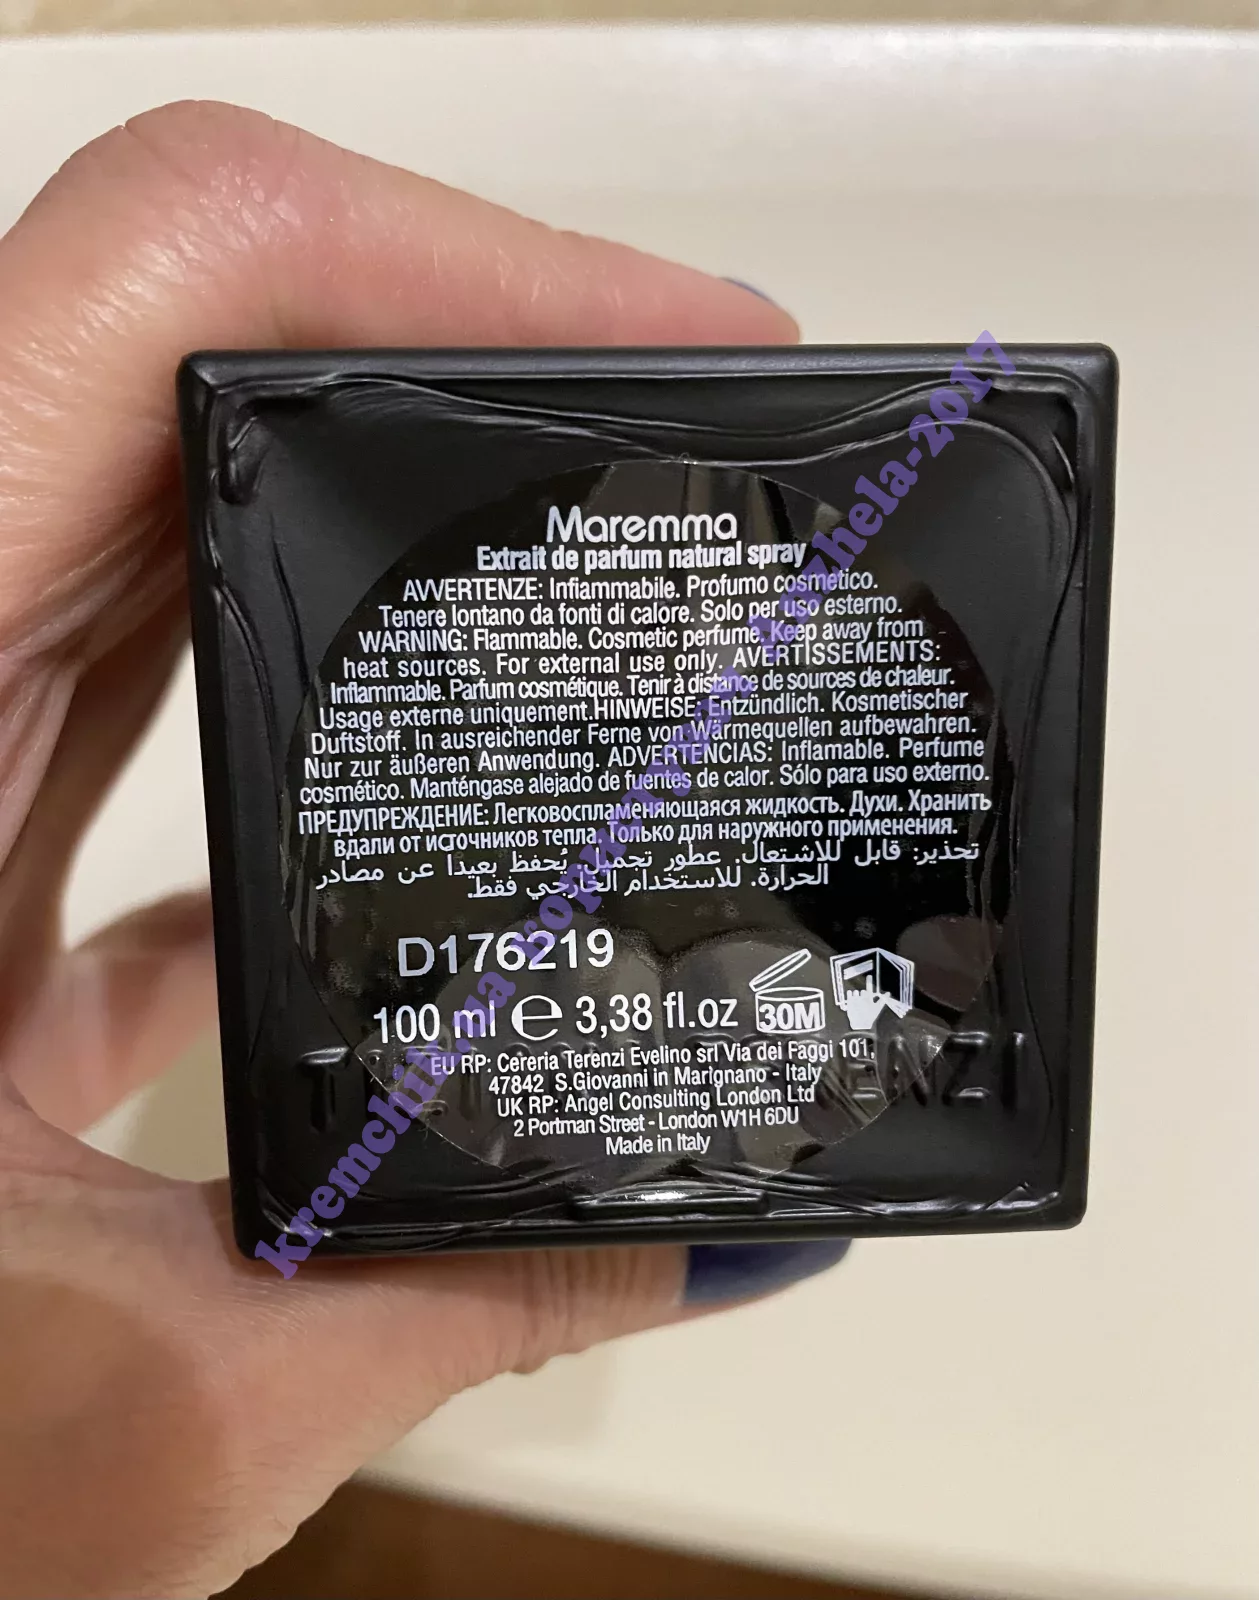 Maremma
Extrait de parfum natural spray
AVVERTENZE: Infiammabile. Profumo cosmetico.
Tenere lontano da fonti di calore. Solo per uso esterno.
WARNING: Flammable. Cosmetic perfume. Keep away from
heat sources. For external use only. AVERTISSEMENTS:
Inflammable. Parfum cosmétique. Tenir à distance de sources de chaleur.
Usage externe uniquement.HINWEISE: Entzündlich. Kosmetischer
Duftstoff. In ausreichender Ferne von Wärmequellen aufbewahren.
Nur zur äußeren Anwendung. ADVERTENCIAS: Inflamable. Perfume
cosmético. Manténgase alejado de fuentes de calor. Sólo para uso externo.
ПРЕДУПРЕЖДЕНИЕ: Легковоспламеняющаяся жидкость. Духи. Хранить
вдали от источников тепла. Только для наружного применения.
تحذير: قابل للاشتعال. عطور تجميل. يُحفظ بعيدًا عن مصادر
الحرارة. للاستخدام الخارجي فقط.
D176219
100 ml e 3,38 fl.oz 30M
EU RP: Cereria Terenzi Evelino srl Via dei Faggi 101,
47842 S.Giovanni in Marignano - Italy
UK RP: Angel Consulting London Ltd
2 Portman Street - London W1H 6DU
Made in Italy
kremchik.ua